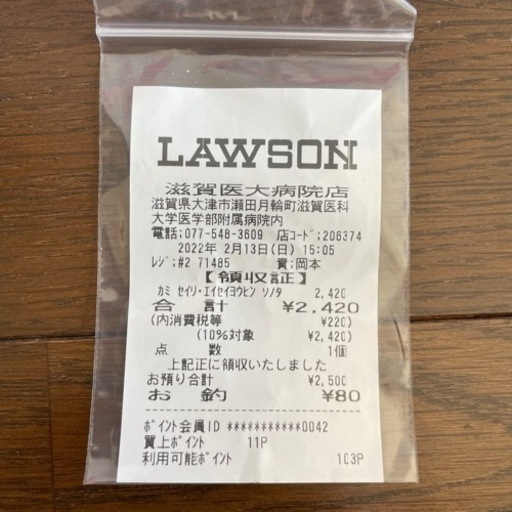 LAWSON
滋賀医大病院店
滋賀県大津市瀬田月輪町滋賀医科
大学医学部附属病院内
電話:077-548-3609 店コード:206374
2022年 2月13日(日) 15:05
レジ:#2 71485 責:岡本
【領収証】
カミ セイリ・エイセイヨウヒン ソノタ 2,420
合 計 ¥2,420
(内消費税等 ¥220)
(10%対象 ¥2,420)
点 数 1個
上記正に領収いたしました
お預り合計 ¥2,500
お 釣 ¥80
ポイント会員ID ***********0042
買上ポイント 11P
利用可能ポイント 103P